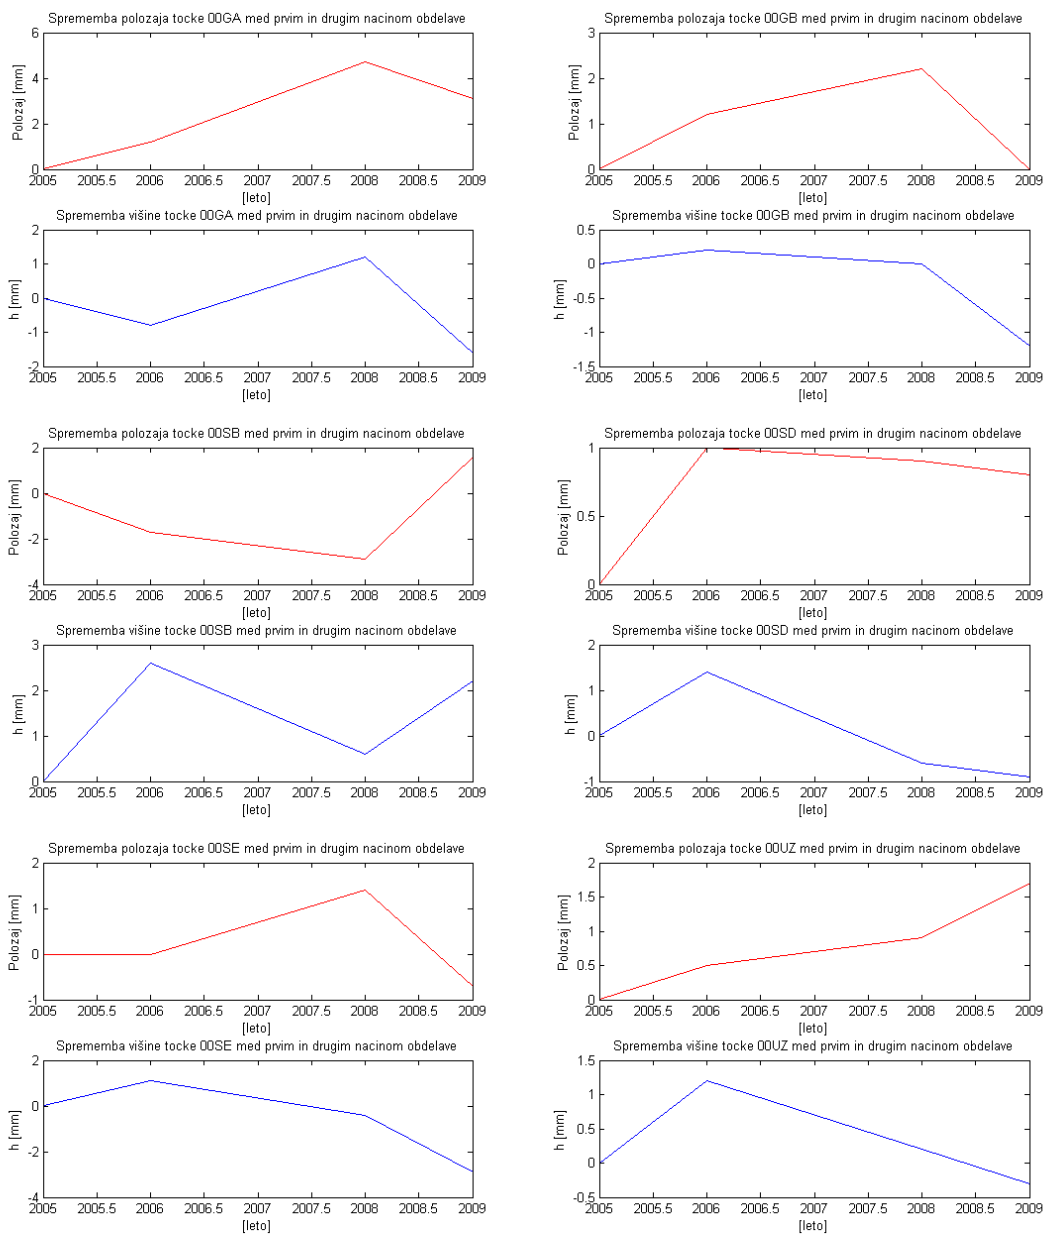 Sprememba polozaja tocke 00GA med prvim in drugim nacinom obdelave
6
4
2
0
Polozaj [mm]
2005 2005.5 2006 2006.5 2007 2007.5 2008 2008.5 2009
[leto]
Sprememba višine tocke 00GA med prvim in drugim nacinom obdelave
2
1
0
-1
-2
h [mm]
2005 2005.5 2006 2006.5 2007 2007.5 2008 2008.5 2009
[leto]
Sprememba polozaja tocke 00GB med prvim in drugim nacinom obdelave
3
2
1
0
Polozaj [mm]
2005 2005.5 2006 2006.5 2007 2007.5 2008 2008.5 2009
[leto]
Sprememba višine tocke 00GB med prvim in drugim nacinom obdelave
0.5
0
-0.5
-1
-1.5
h [mm]
2005 2005.5 2006 2006.5 2007 2007.5 2008 2008.5 2009
[leto]
Sprememba polozaja tocke 00SB med prvim in drugim nacinom obdelave
2
0
-2
-4
Polozaj [mm]
2005 2005.5 2006 2006.5 2007 2007.5 2008 2008.5 2009
[leto]
Sprememba višine tocke 00SB med prvim in drugim nacinom obdelave
3
2
1
0
h [mm]
2005 2005.5 2006 2006.5 2007 2007.5 2008 2008.5 2009
[leto]
Sprememba polozaja tocke 00SD med prvim in drugim nacinom obdelave
1
0.5
0
Polozaj [mm]
2005 2005.5 2006 2006.5 2007 2007.5 2008 2008.5 2009
[leto]
Sprememba višine tocke 00SD med prvim in drugim nacinom obdelave
2
1
0
-1
h [mm]
2005 2005.5 2006 2006.5 2007 2007.5 2008 2008.5 2009
[leto]
Sprememba polozaja tocke 00SE med prvim in drugim nacinom obdelave
2
1
0
-1
Polozaj [mm]
2005 2005.5 2006 2006.5 2007 2007.5 2008 2008.5 2009
[leto]
Sprememba višine tocke 00SE med prvim in drugim nacinom obdelave
2
0
-2
-4
h [mm]
2005 2005.5 2006 2006.5 2007 2007.5 2008 2008.5 2009
[leto]
Sprememba polozaja tocke 00UZ med prvim in drugim nacinom obdelave
2
1.5
1
0.5
0
Polozaj [mm]
2005 2005.5 2006 2006.5 2007 2007.5 2008 2008.5 2009
[leto]
Sprememba višine tocke 00UZ med prvim in drugim nacinom obdelave
1.5
1
0.5
0
-0.5
h [mm]
2005 2005.5 2006 2006.5 2007 2007.5 2008 2008.5 2009
[leto]